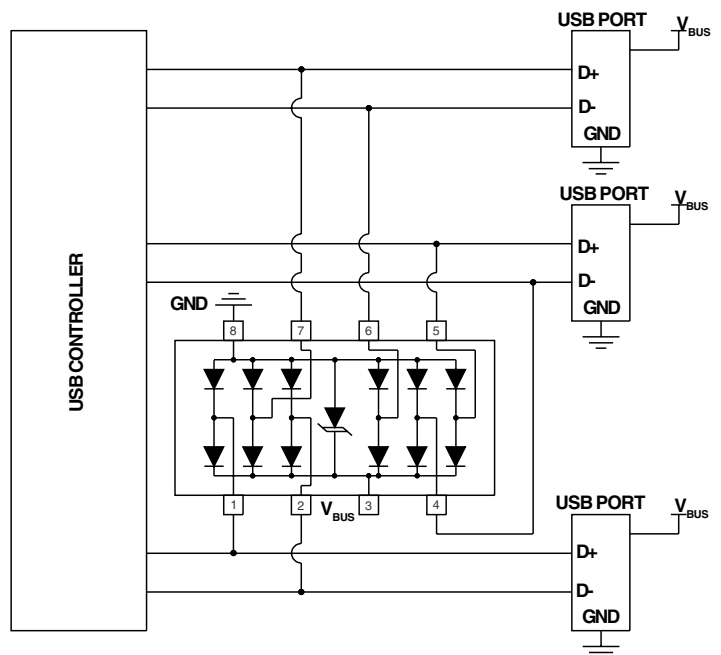 USB PORT
VBUS
D+
D-
GND
USB PORT
VBUS
D+
D-
GND
USB CONTROLLER
GND
8
7
6
5
1
2
VBUS
3
4
USB PORT
VBUS
D+
D-
GND